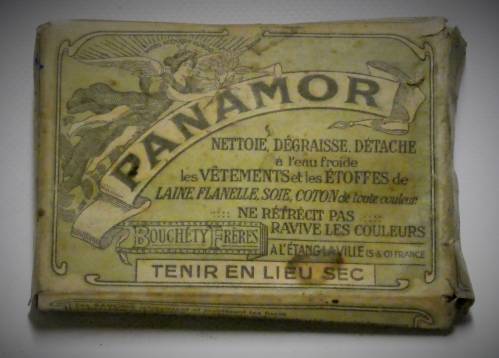 PANAMOR
NETTOIE, DÉGRAISSE, DÉTACHE
à l'eau froide
les VÊTEMENTS et les ÉTOFFES de
LAINE, FLANELLE, SOIE, COTON de toute couleur
NE RÉTRÉCIT PAS
RAVIVE LES COULEURS
BOUCHÉTY FRÈRES
A L'ÉTANG-LA-VILLE (S & O) FRANCE
TENIR EN LIEU SEC